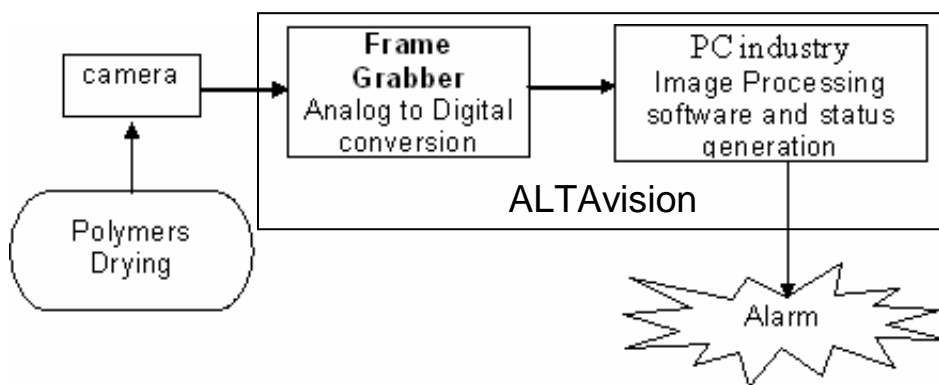 camera
Frame
Grabber
Analog to Digital
conversion
PC industry
Image Processing
software and status
generation
ALTAvision
Polymers
Drying
Alarm